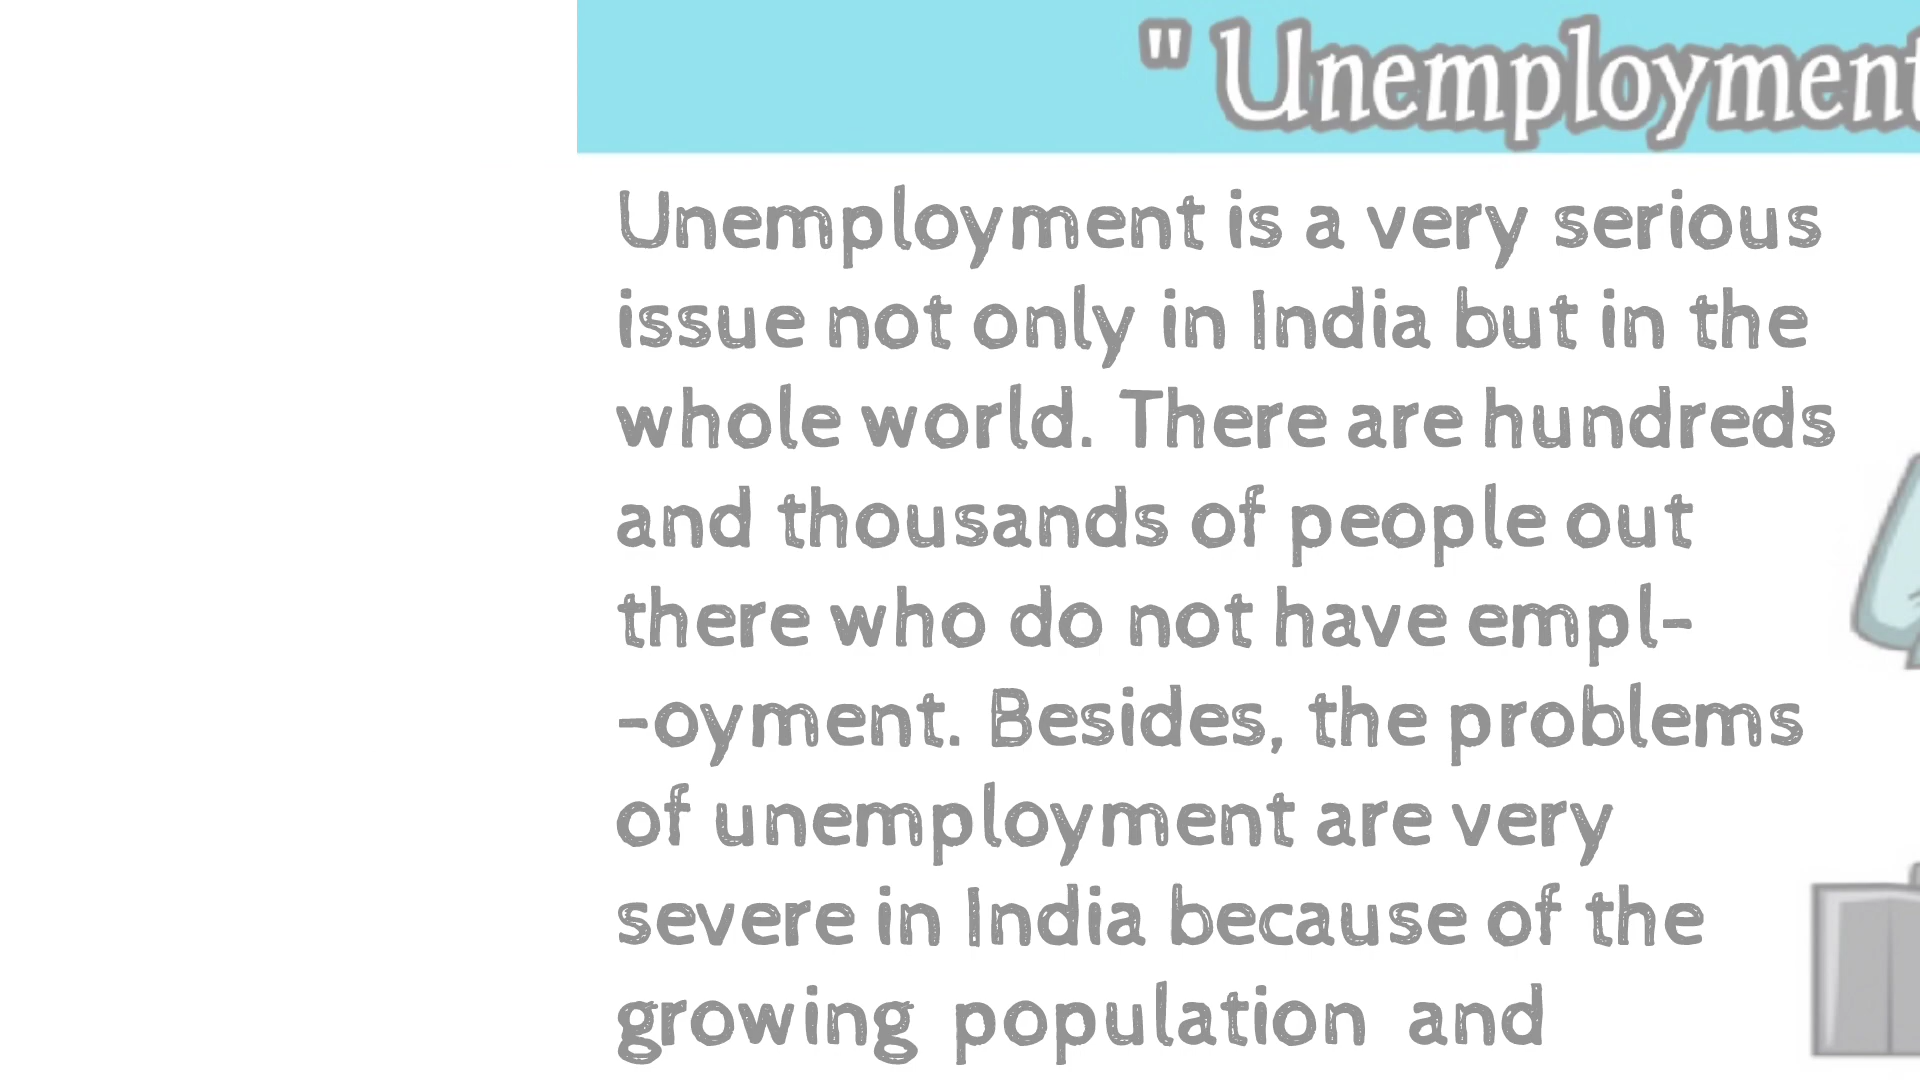 " Unemployment
Unemployment is a very serious
issue not only in India but in the
whole world. There are hundreds
and thousands of people out
there who do not have empl-
-oyment. Besides, the problems
of unemployment are very
severe in India because of the
growing population and